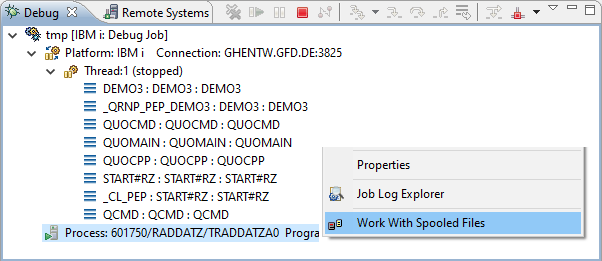 Debug
Remote Systems
tmp [IBM i: Debug Job]
Platform: IBM i Connection: GHENTW.GFD.DE:3825
Thread:1 (stopped)
DEMO3 : DEMO3 : DEMO3
_QRNP_PEP_DEMO3 : DEMO3 : DEMO3
QUOCMD : QUOCMD : QUOCMD
QUOMAIN : QUOMAIN : QUOMAIN
QUOCPP : QUOCPP : QUOCPP
START#RZ : START#RZ : START#RZ
_CL_PEP : START#RZ : START#RZ
QCMD : QCMD : QCMD
Process: 601750/RADDATZ/TRADDATZA0 Progra
Properties
Job Log Explorer
Work With Spooled Files